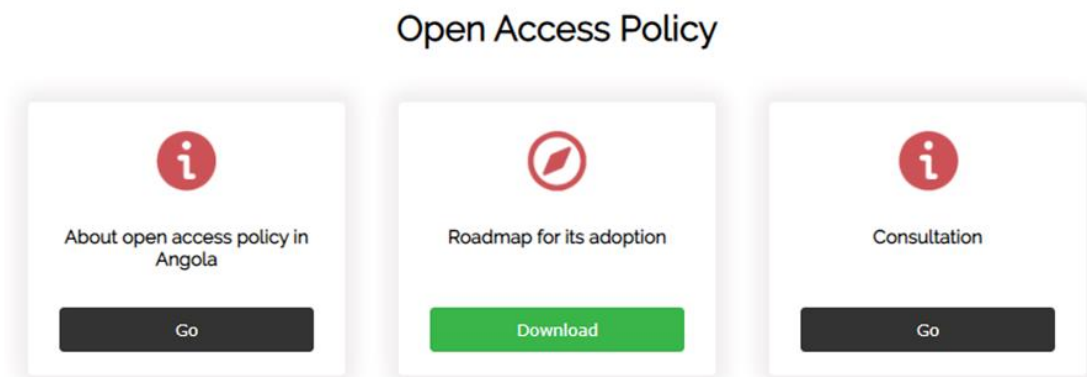 Open Access Policy
About open access policy in
Angola
Go
Roadmap for its adoption
Download
Consultation
Go